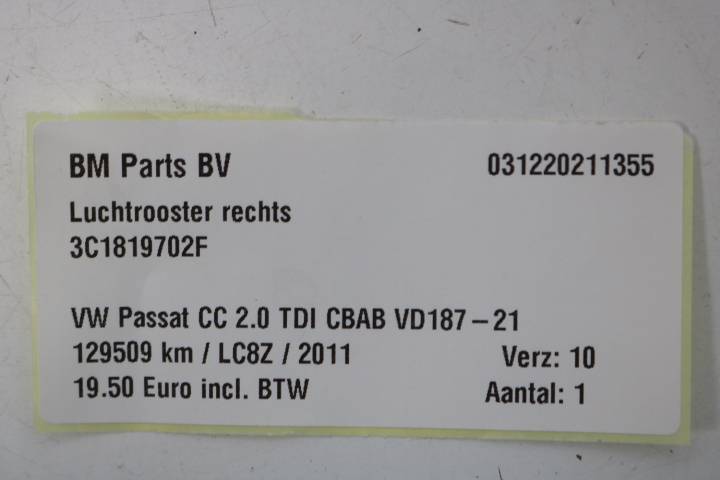 BM Parts BV 031220211355
Luchtrooster rechts
3C1819702F
VW Passat CC 2.0 TDI CBAB VD187-21
129509 km / LC8Z / 2011 Verz: 10
19.50 Euro incl. BTW Aantal: 1